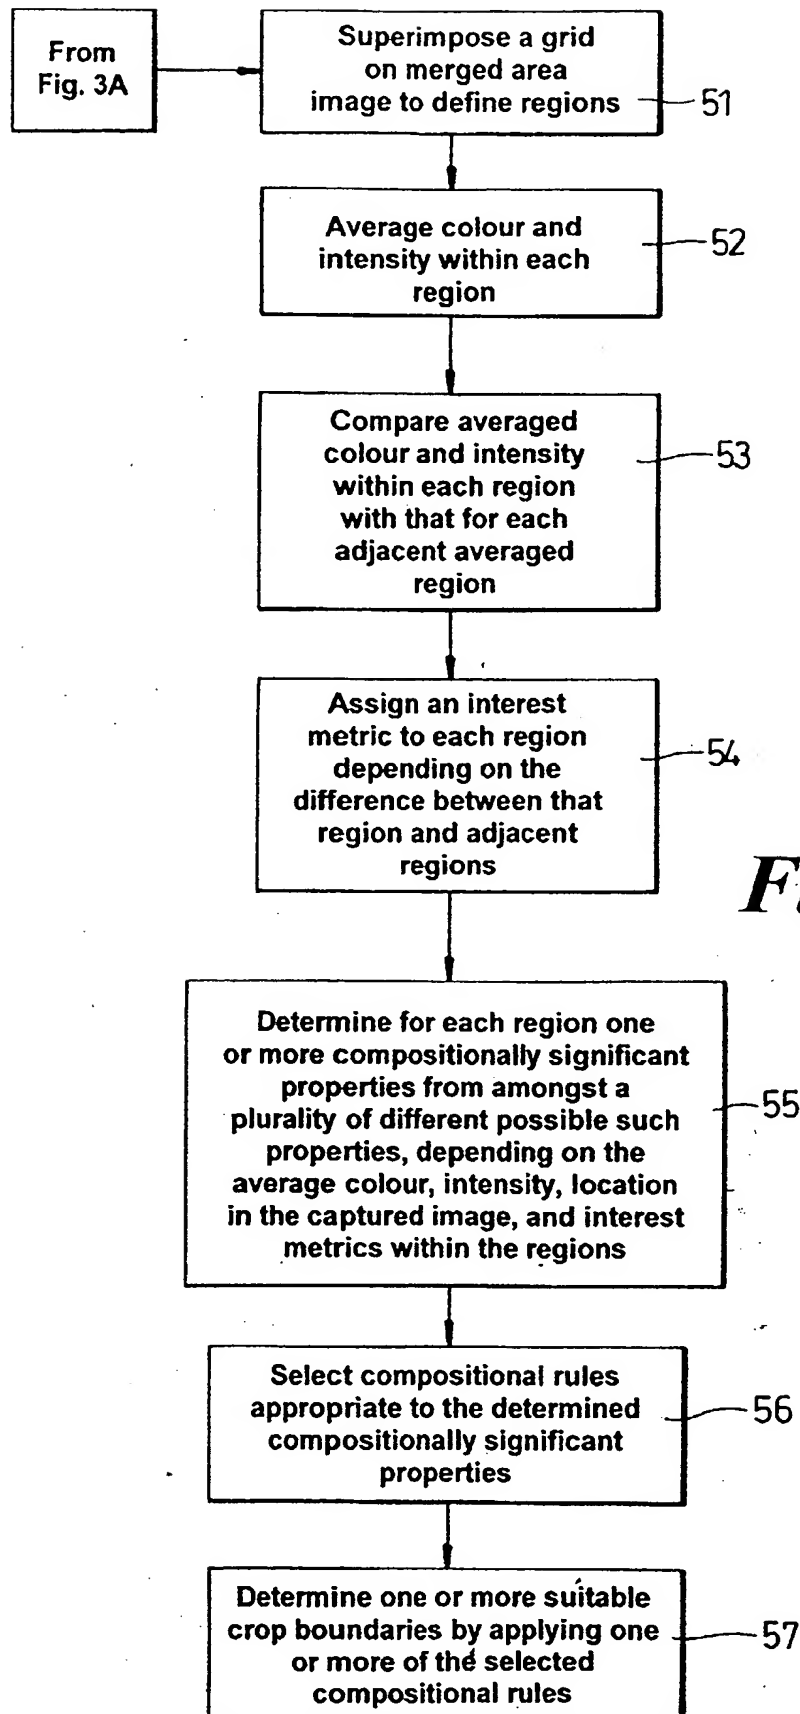 From
Fig. 3A
Superimpose a grid
on merged area
image to define regions
51
Average colour and
intensity within each
region
52
Compare averaged
colour and intensity
within each region
with that for each
adjacent averaged
region
53
Assign an interest
metric to each region
depending on the
difference between that
region and adjacent
regions
54
Determine for each region one
or more compositionally significant
properties from amongst a
plurality of different possible such
properties, depending on the
average colour, intensity, location
in the captured image, and interest
metrics within the regions
55
Select compositional rules
appropriate to the determined
compositionally significant
properties
56
Determine one or more suitable
crop boundaries by applying one
or more of the selected
compositional rules
57